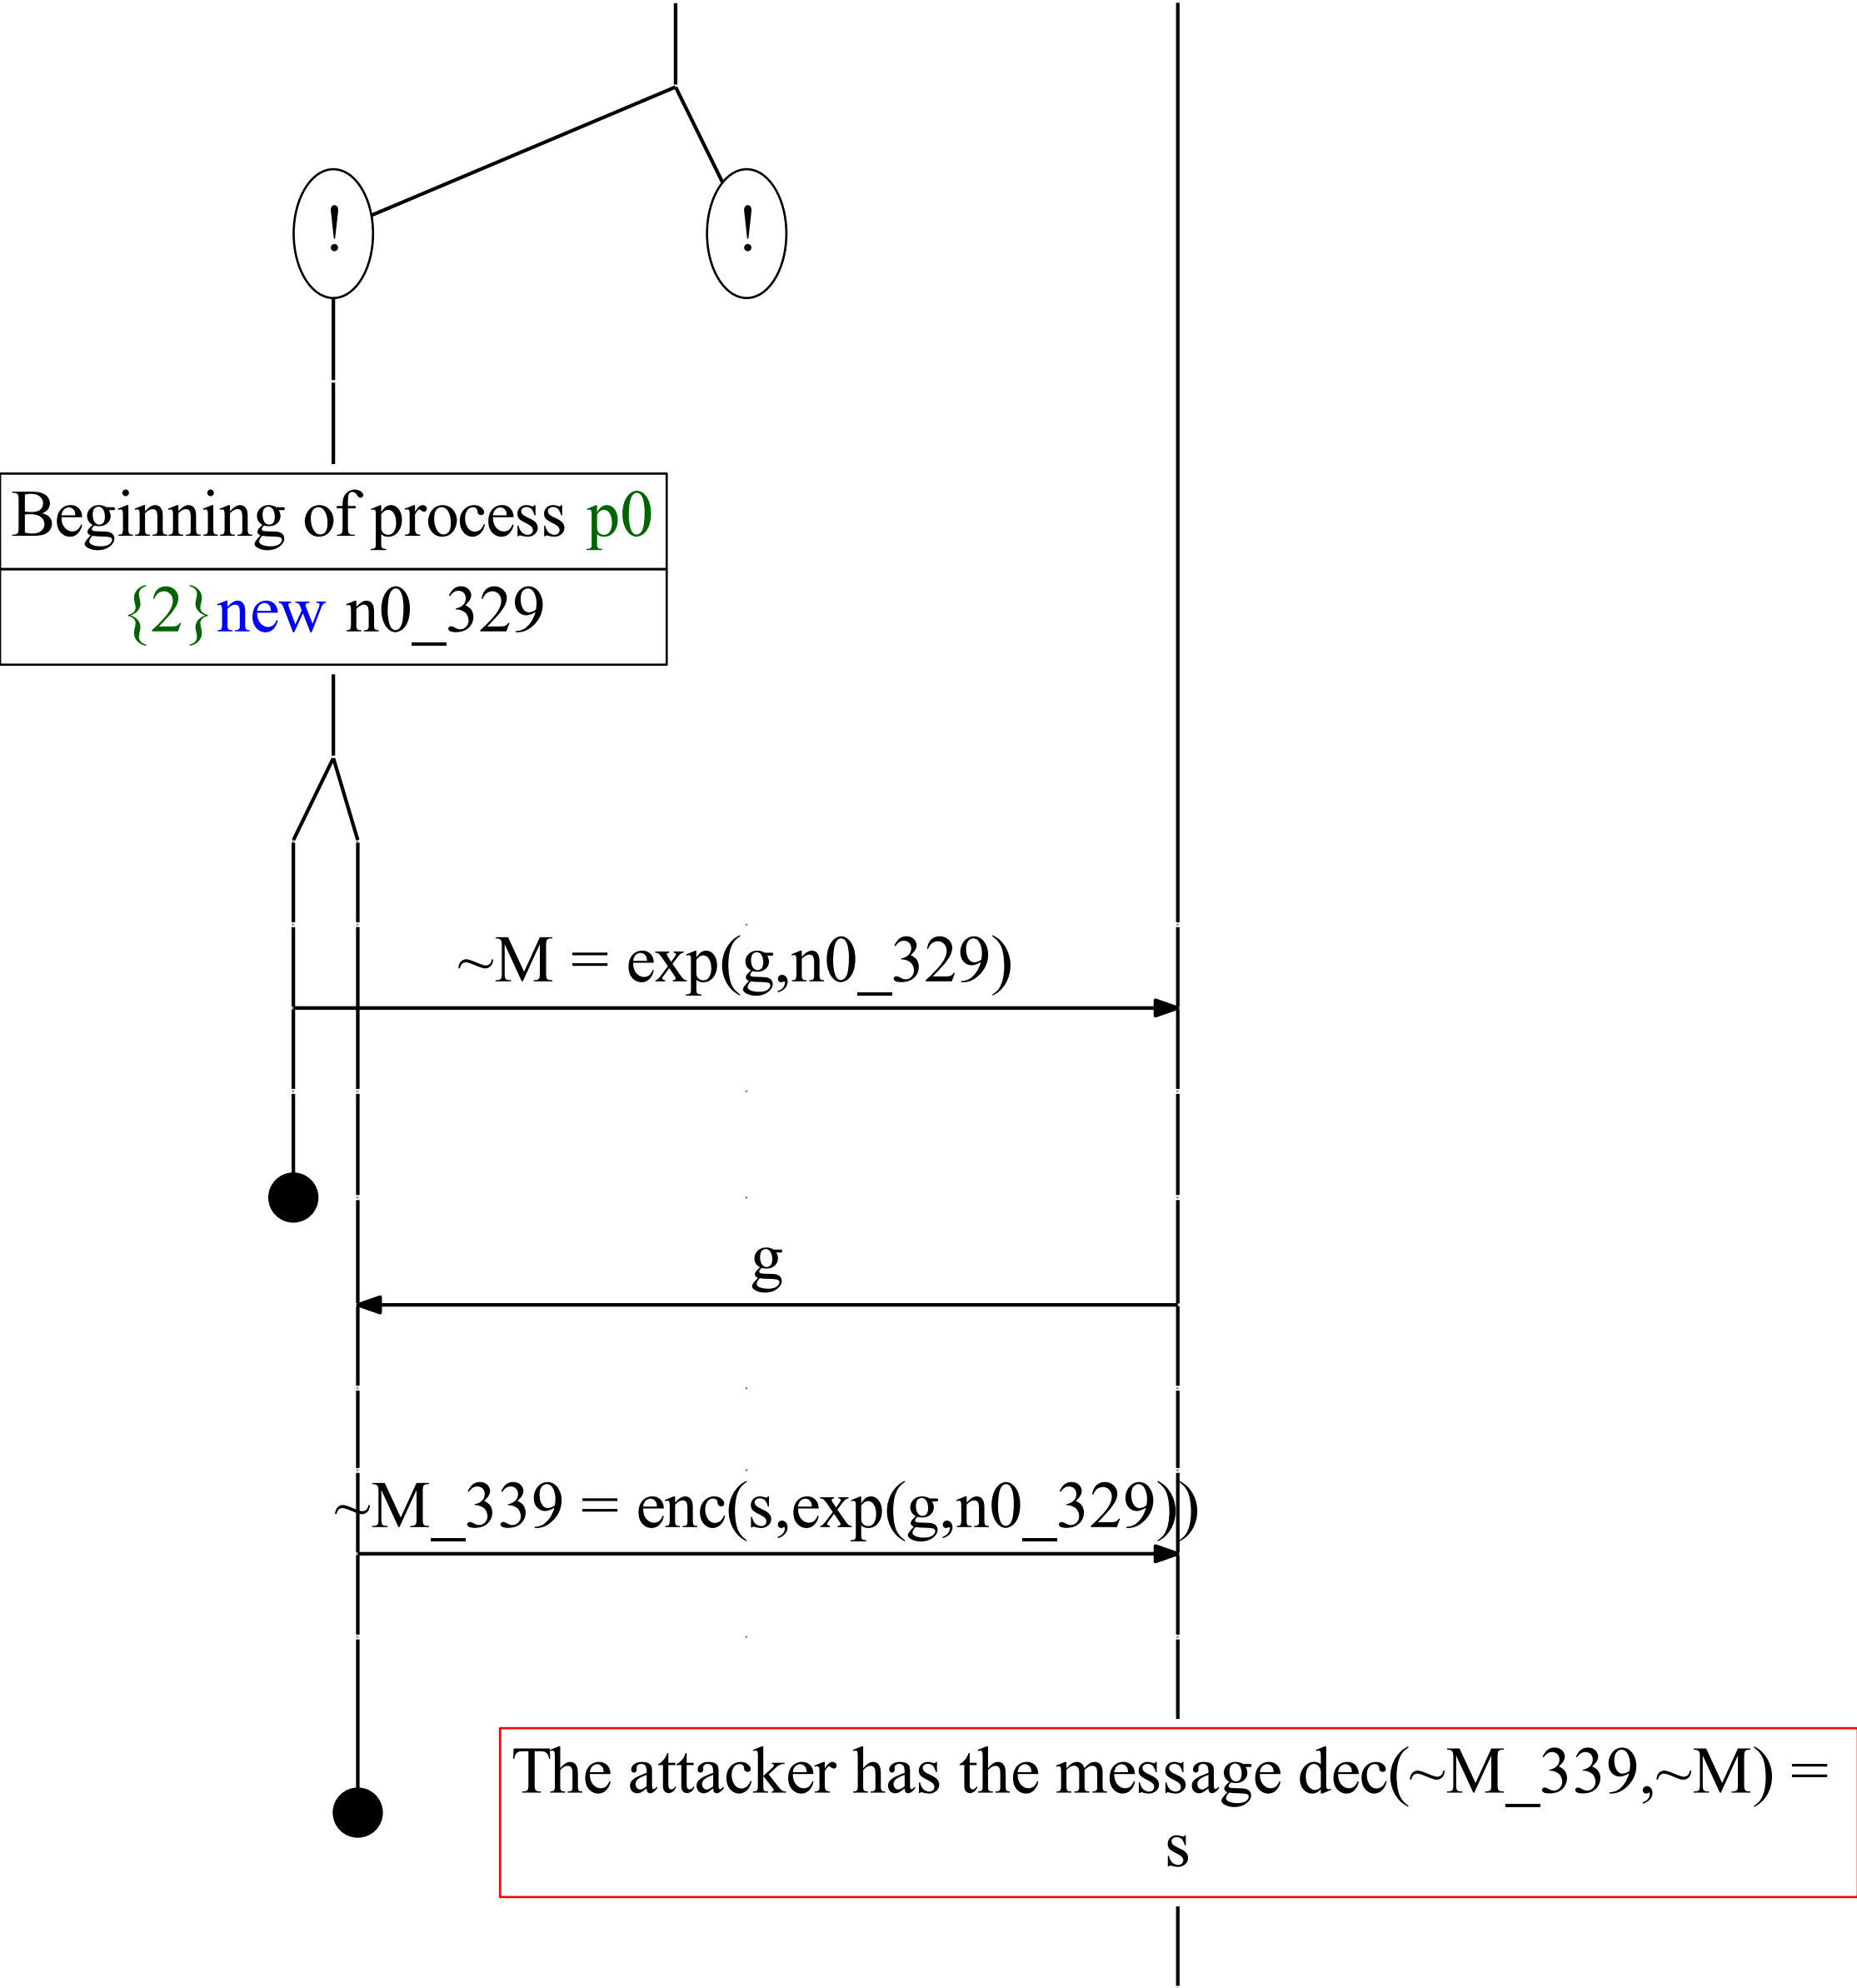 !
!
Beginning of process p0
{2}new n0_329
~M = exp(g,n0_329)
g
~M_339 = enc(s,exp(g,n0_329))
The attacker has the message dec(~M_339,~M) =
s